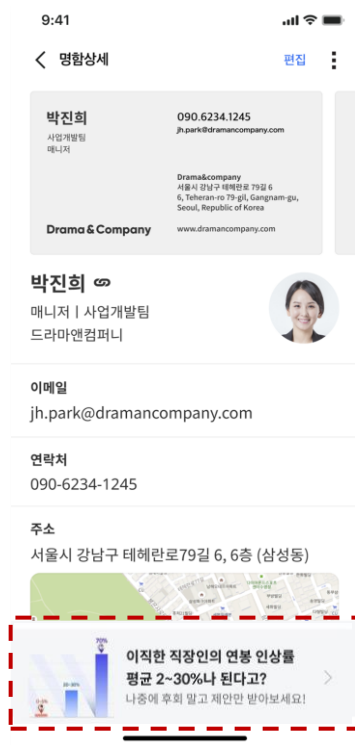 9:41
명함상세
편집
박진희
사업개발팀
매니저
090.6234.1245
jh.park@dramancompany.com
Drama&company
서울시 강남구 테헤란로 79길 6
6, Teheran-ro 79-gil, Gangnam-gu,
Seoul, Republic of Korea
Drama & Company
www.dramancompany.com
박진희
매니저 | 사업개발팀
드라마앤컴퍼니
이메일
jh.park@dramancompany.com
연락처
090-6234-1245
주소
서울시 강남구 테헤란로79길 6, 6층 (삼성동)
70%
이직한 직장인의 연봉 인상률
평균 2~30%나 된다고?
나중에 후회 말고 제안만 받아보세요!